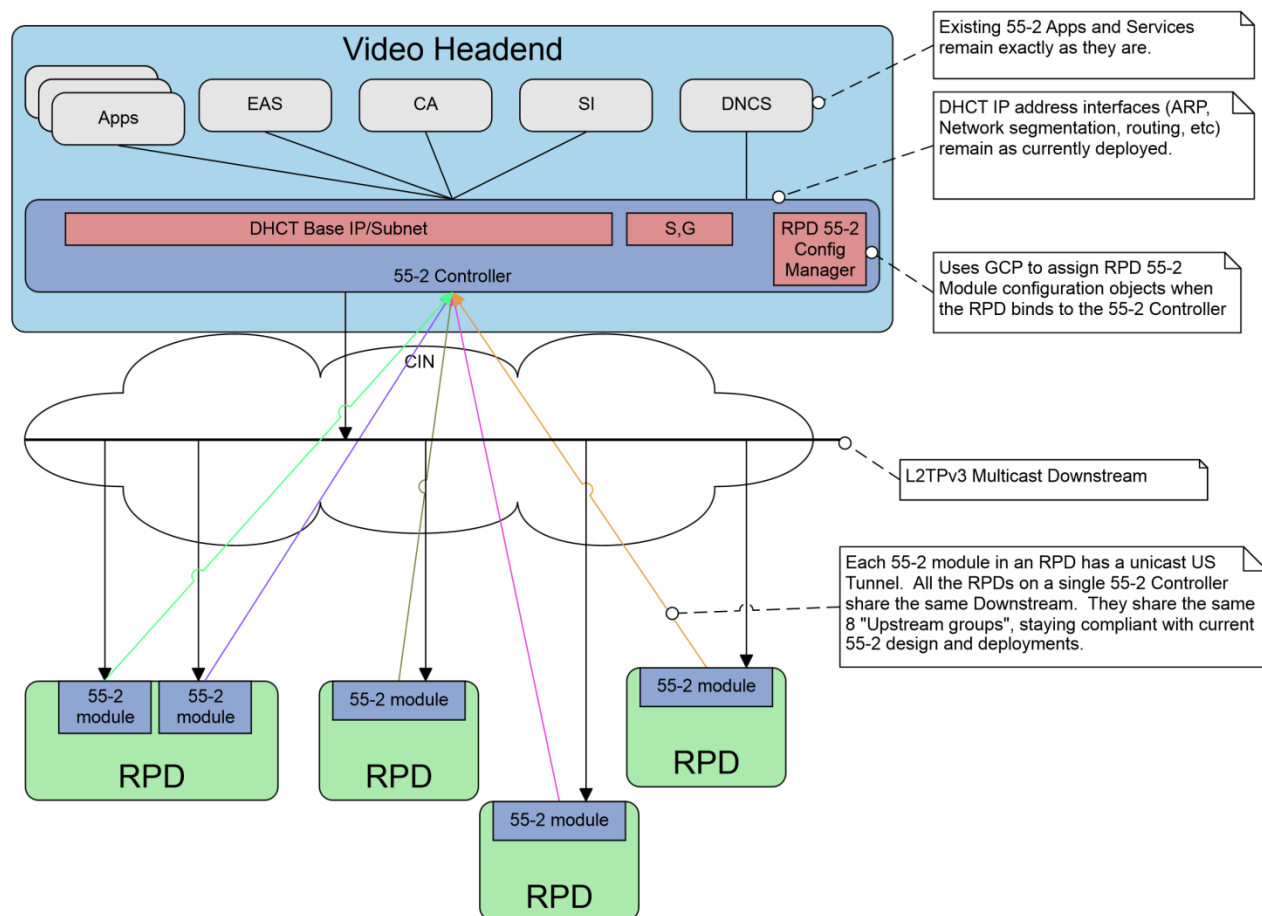 Video Headend
Apps
EAS
CA
SI
DNCS
DHCT Base IP/Subnet
S,G
RPD 55-2
Config
Manager
55-2 Controller
Existing 55-2 Apps and Services
remain exactly as they are.
DHCT IP address interfaces (ARP,
Network segmentation, routing, etc)
remain as currently deployed.
Uses GCP to assign RPD 55-2
Module configuration objects when
the RPD binds to the 55-2 Controller
CIN
L2TPv3 Multicast Downstream
Each 55-2 module in an RPD has a unicast US
Tunnel. All the RPDs on a single 55-2 Controller
share the same Downstream. They share the same
8 "Upstream groups", staying compliant with current
55-2 design and deployments.
55-2
module
55-2
module
RPD
55-2 module
RPD
55-2 module
RPD
55-2 module
RPD